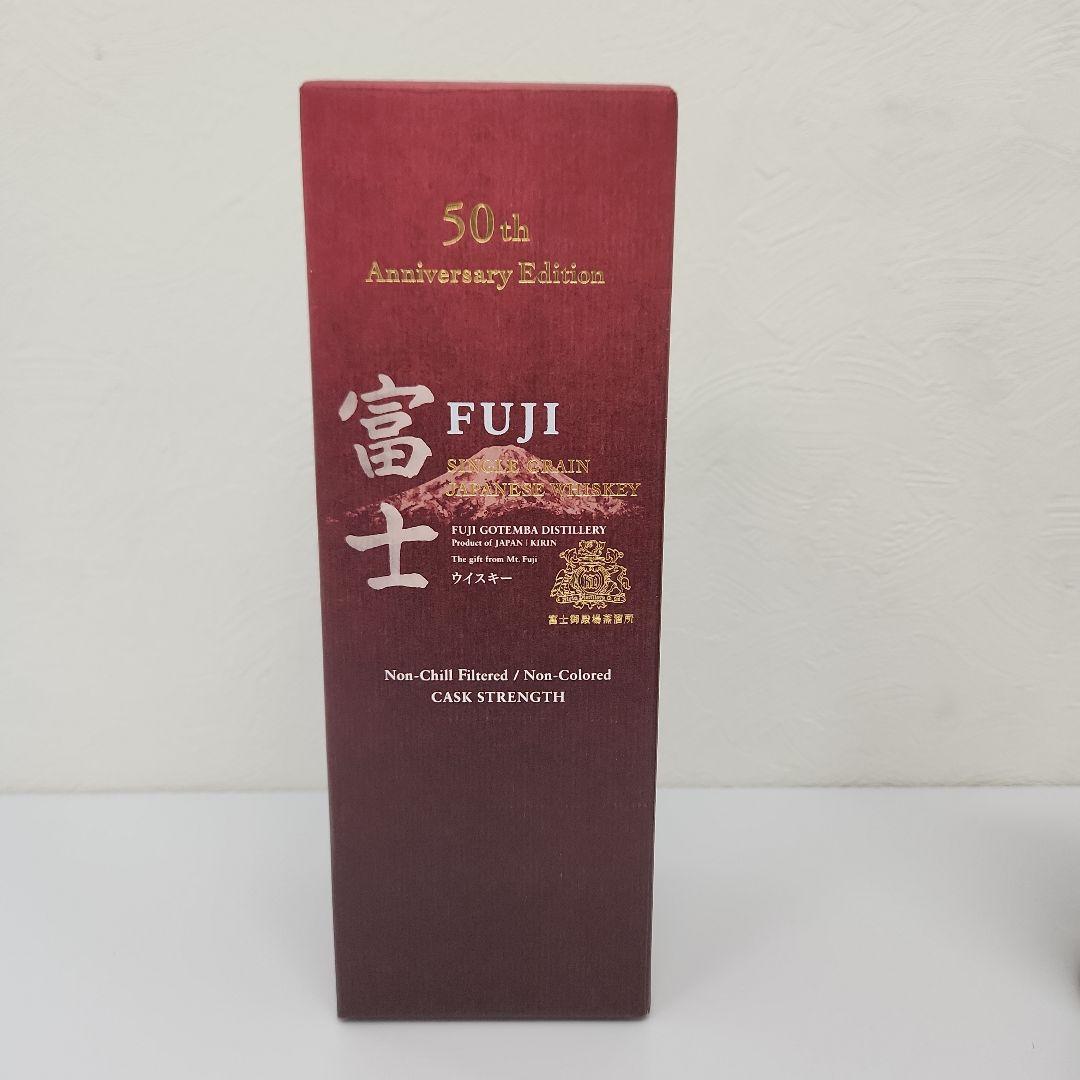 50th
Anniversary Edition
富士
FUJI
SINGLE GRAIN
JAPANESE WHISKEY
FUJI GOTEMBA DISTILLERY
Product of JAPAN | KIRIN
The gift from Mt. Fuji
ウイスキー
富士御殿場蒸溜所
Non-Chill Filtered / Non-Colored
CASK STRENGTH